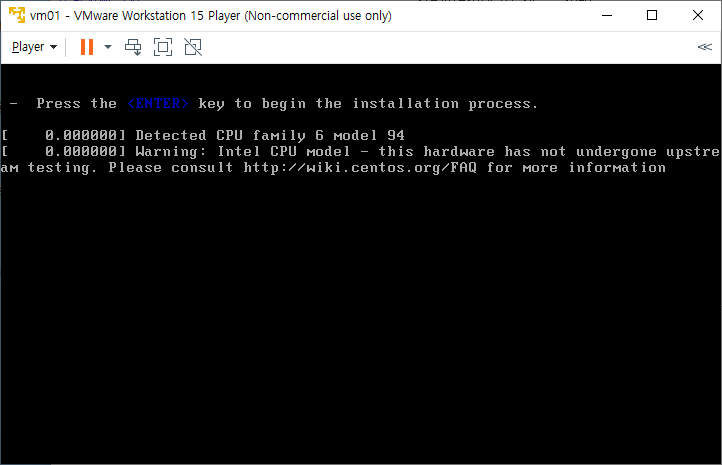 vm01 - VMware Workstation 15 Player (Non-commercial use only)
Player
- Press the <ENTER> key to begin the installation process.
[    0.000000] Detected CPU family 6 model 94
[    0.000000] Warning: Intel CPU model - this hardware has not undergone upstre
am testing. Please consult http://wiki.centos.org/FAQ for more information